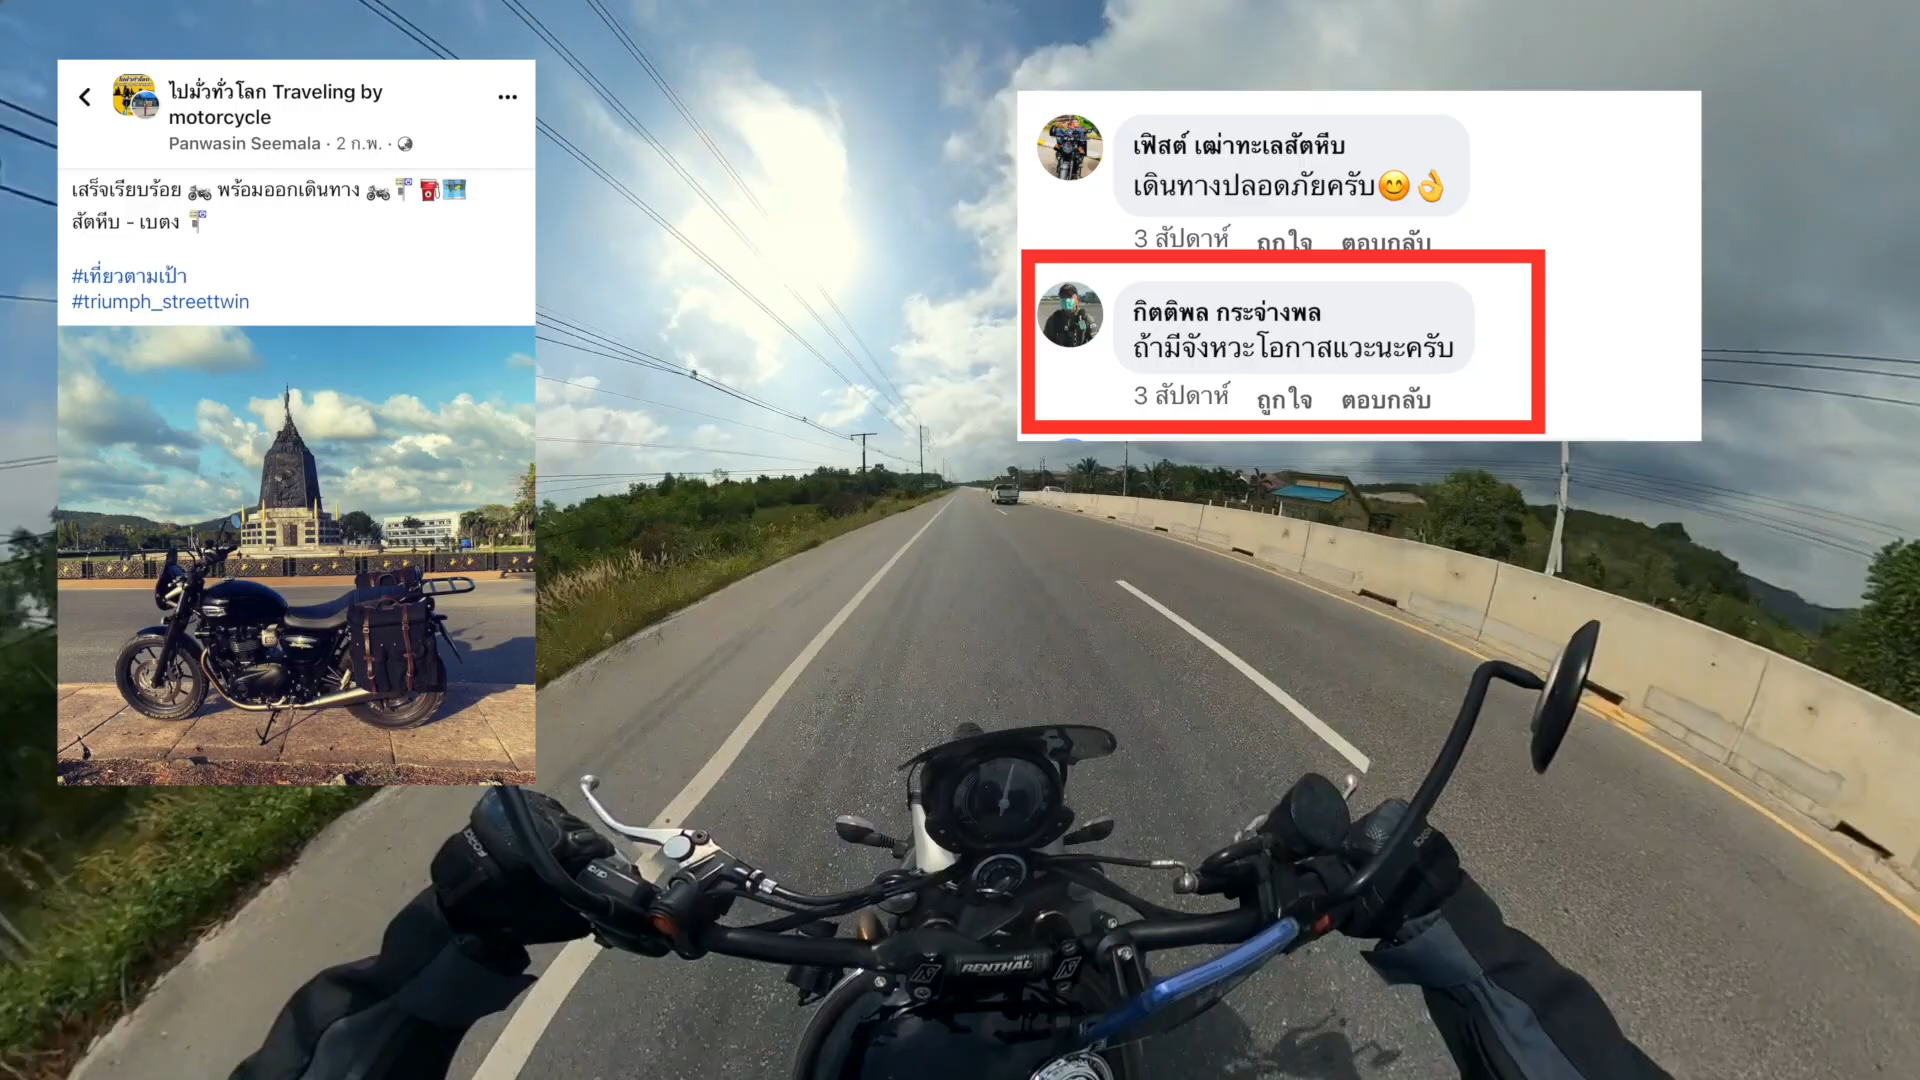 ไปมั่วทั่วโลก Traveling by
motorcycle
Panwasin Seemala · 2 ก.พ. ·
เสร็จเรียบร้อย 🏍️ พร้อมออกเดินทาง 🏍️🚏⛽🏞️
สัตหีบ - เบตง 🚏
#เที่ยวตามเป้า
#triumph_streettwin
เฟิสต์ เฒ่าทะเลสัตหีบ
เดินทางปลอดภัยครับ😊👌
3 สัปดาห์ ถูกใจ ตอบกลับ
กิตติพล กระจ่างพล
ถ้ามีจังหวะโอกาสแวะนะครับ
3 สัปดาห์ ถูกใจ ตอบกลับ
RENTHAL